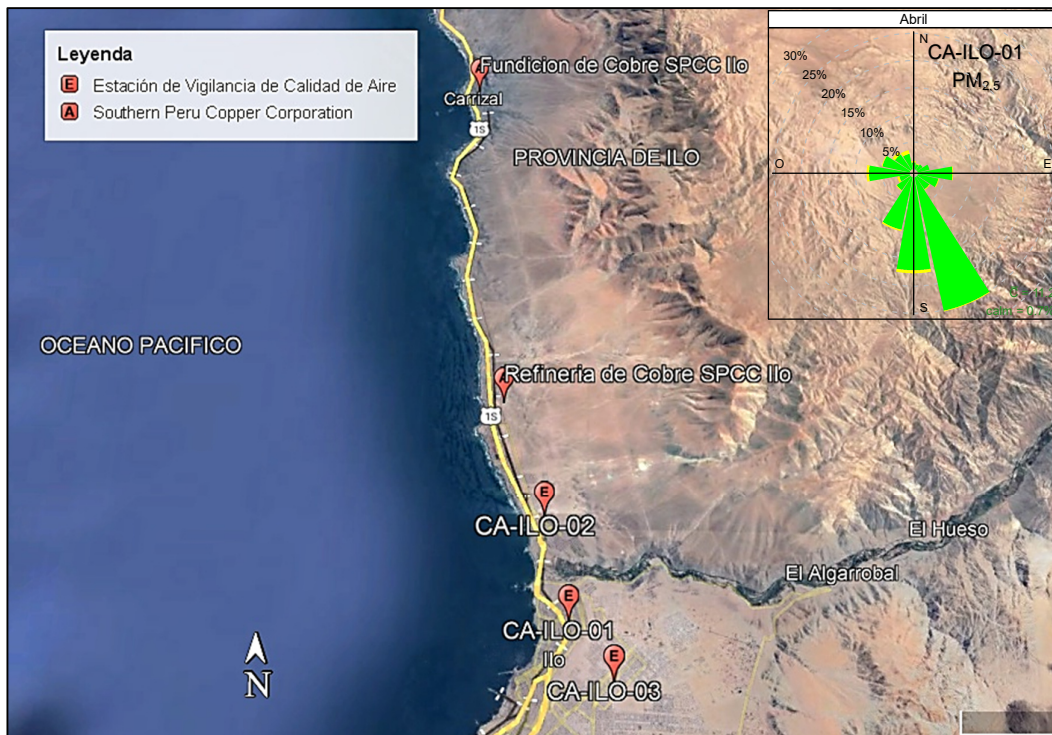 Leyenda
E Estación de Vigilancia de Calidad de Aire
A Southern Peru Copper Corporation
Abril
N
CA-ILO-01
PM2.5
30%
25%
20%
15%
10%
5%
O
E
S
A
Fundicion de Cobre SPCC Ilo
Carrizal
1S
PROVINCIA DE ILO
OCEANO PACIFICO
A
Refineria de Cobre SPCC Ilo
1S
E
CA-ILO-02
El Hueso
El Algarrobal
E
CA-ILO-01
Ilo
E
CA-ILO-03
N